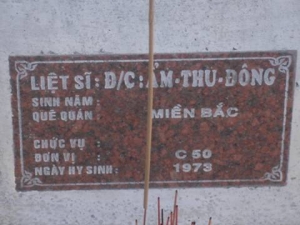 LIỆT SĨ : Đ/C : ẢM - THU - ĐÔNG
SINH NĂM :
QUÊ QUÁN : MIỀN BẮC
CHỨC VỤ :
ĐƠN VỊ : C 50
NGÀY HY SINH : 1973